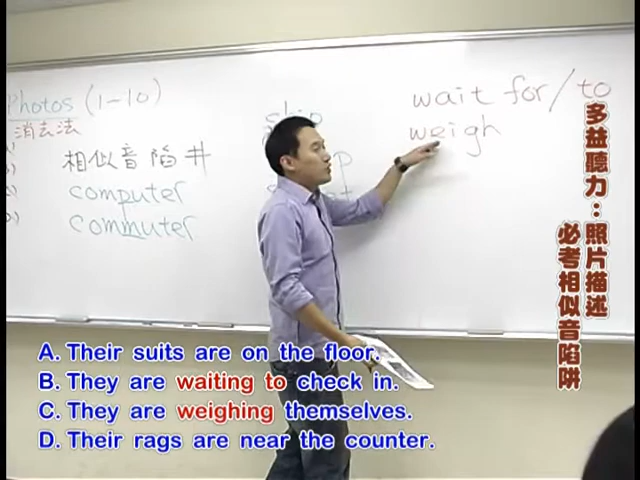 Photos (1-10)
消去法
相似音陷井
computer
commuter
skip
wait for/to
weigh
多益聽力：照片描述
必考相似音陷阱
A. Their suits are on the floor.
B. They are waiting to check in.
C. They are weighing themselves.
D. Their rags are near the counter.